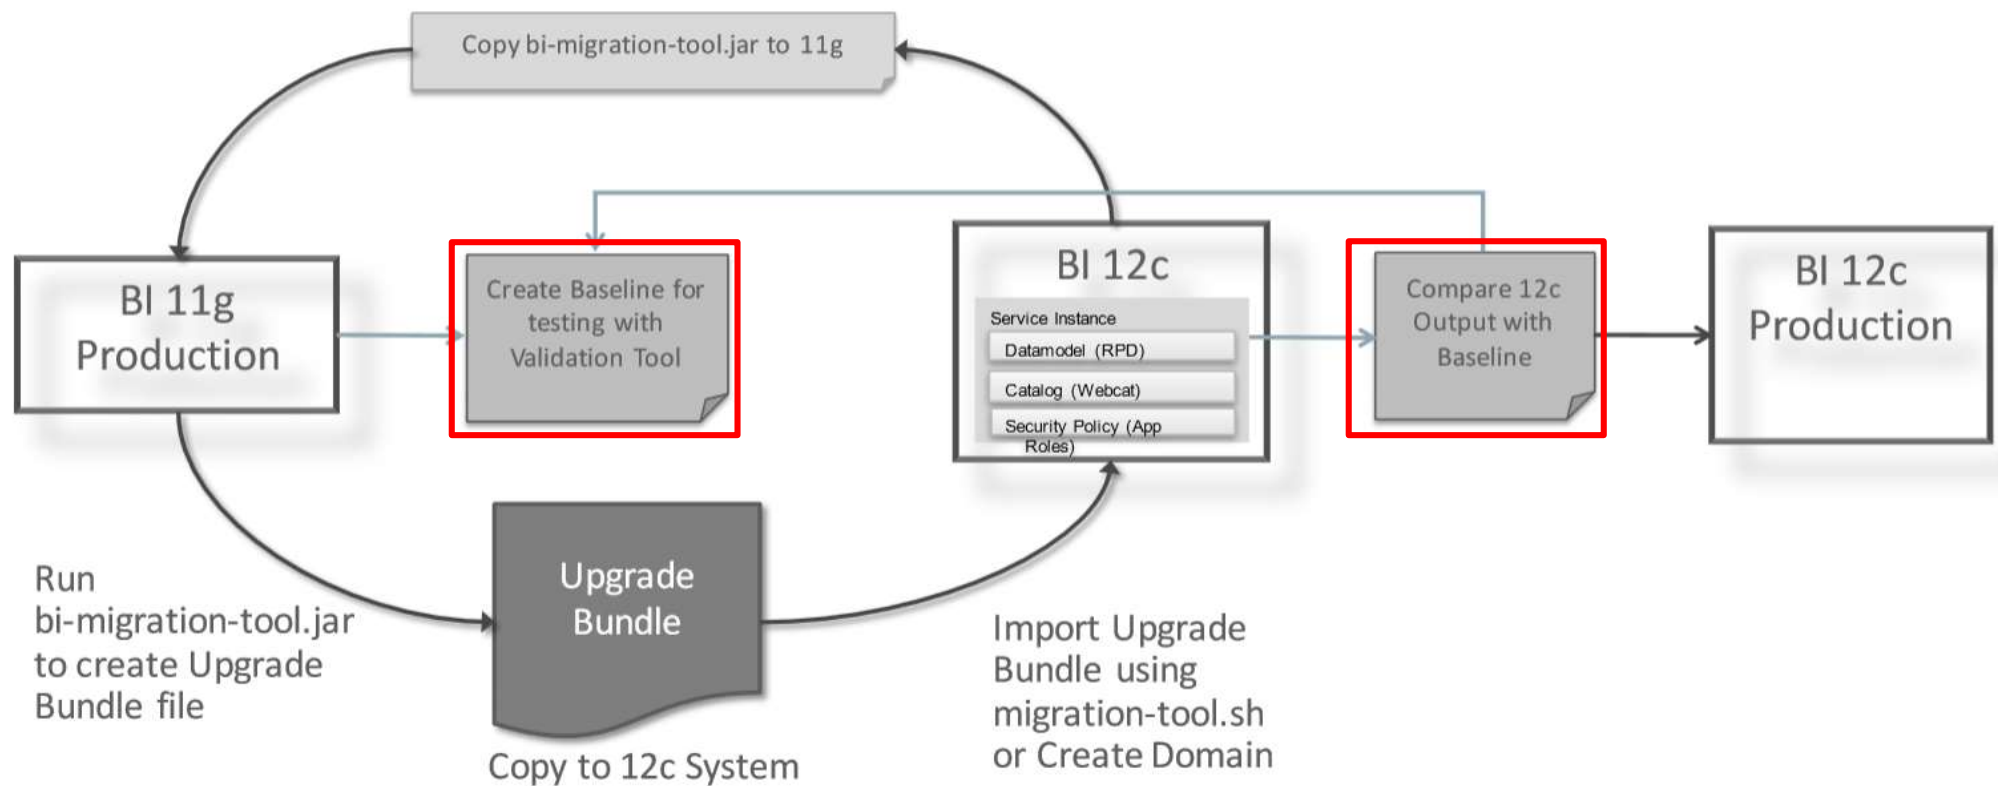 Copy bi-migration-tool.jar to 11g
BI 11g
Production
Create Baseline for
testing with
Validation Tool
BI 12c
Service Instance
Datamodel (RPD)
Catalog (Webcat)
Security Policy (App
Roles)
Compare 12c
Output with
Baseline
BI 12c
Production
Run
bi-migration-tool.jar
to create Upgrade
Bundle file
Upgrade
Bundle
Copy to 12c System
Import Upgrade
Bundle using
migration-tool.sh
or Create Domain